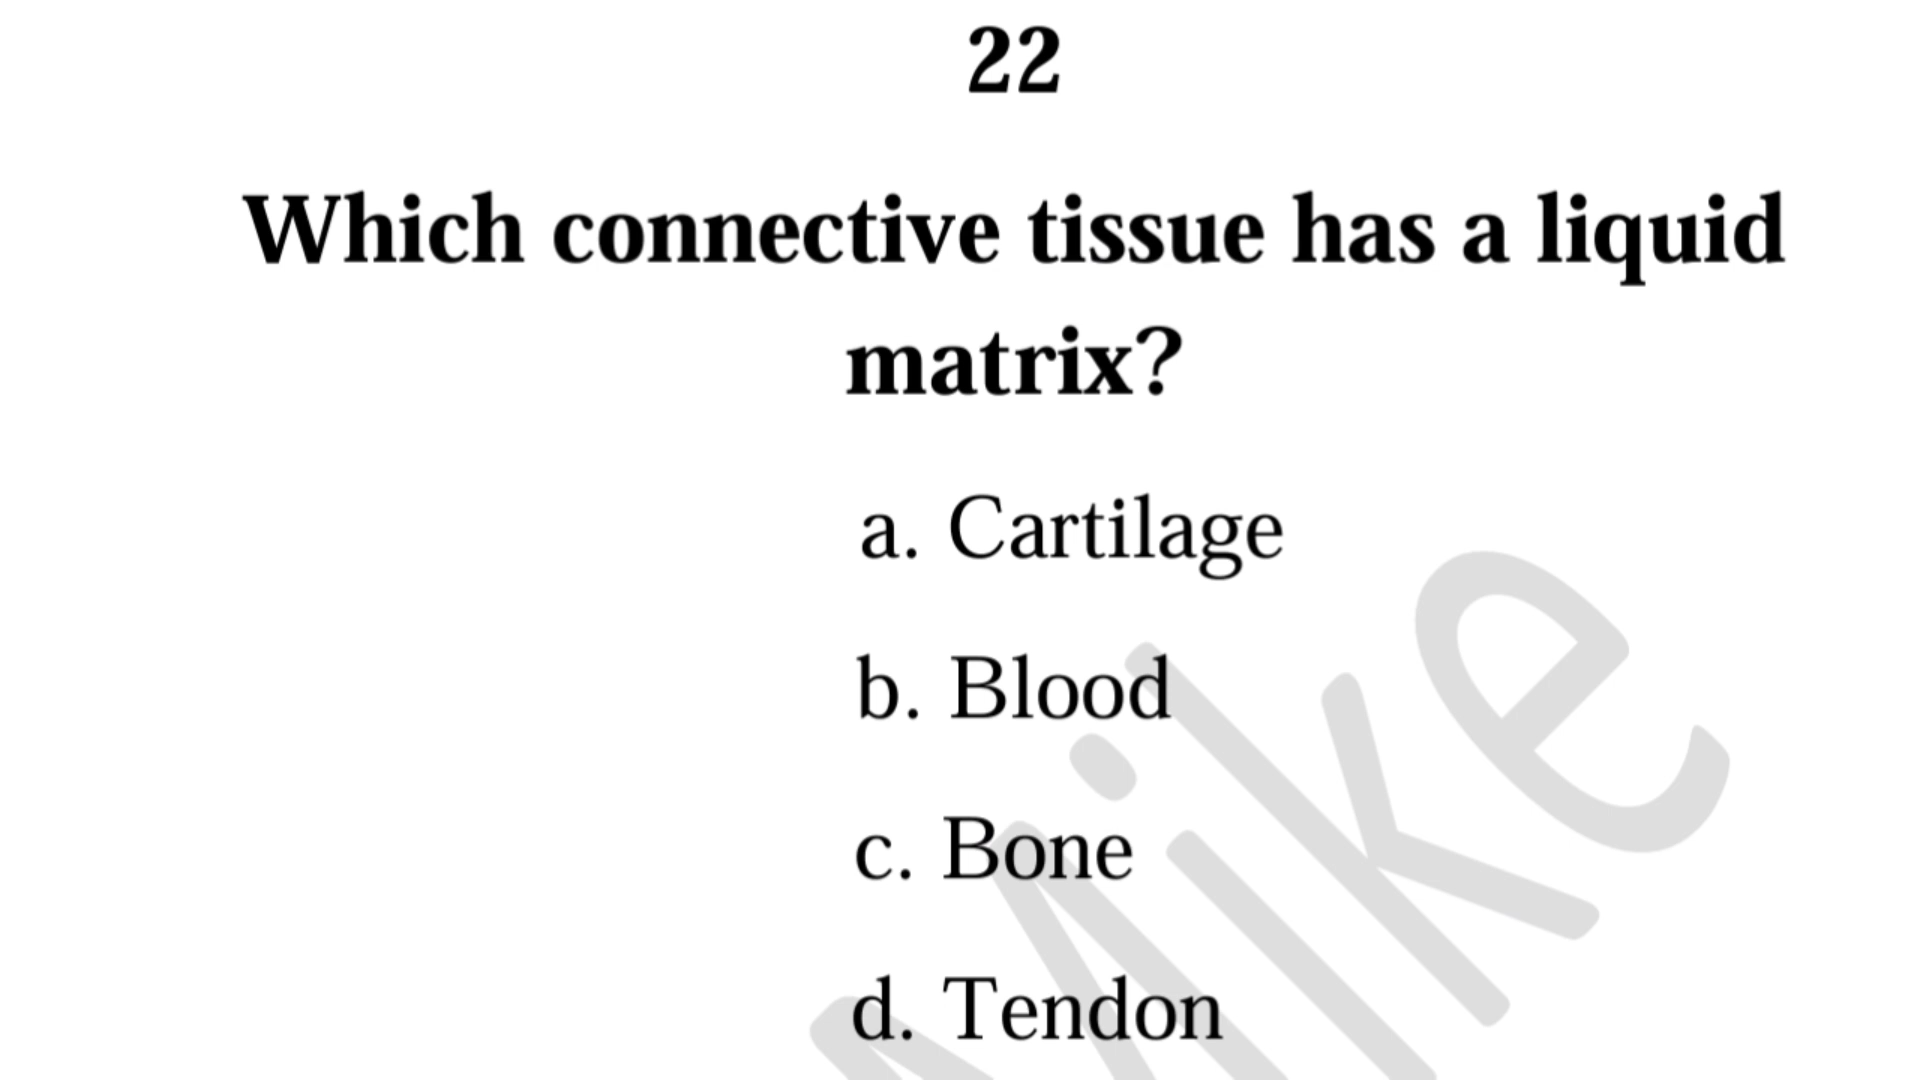 22
Which connective tissue has a liquid
matrix?
a. Cartilage
b. Blood
c. Bone
d. Tendon
Mike